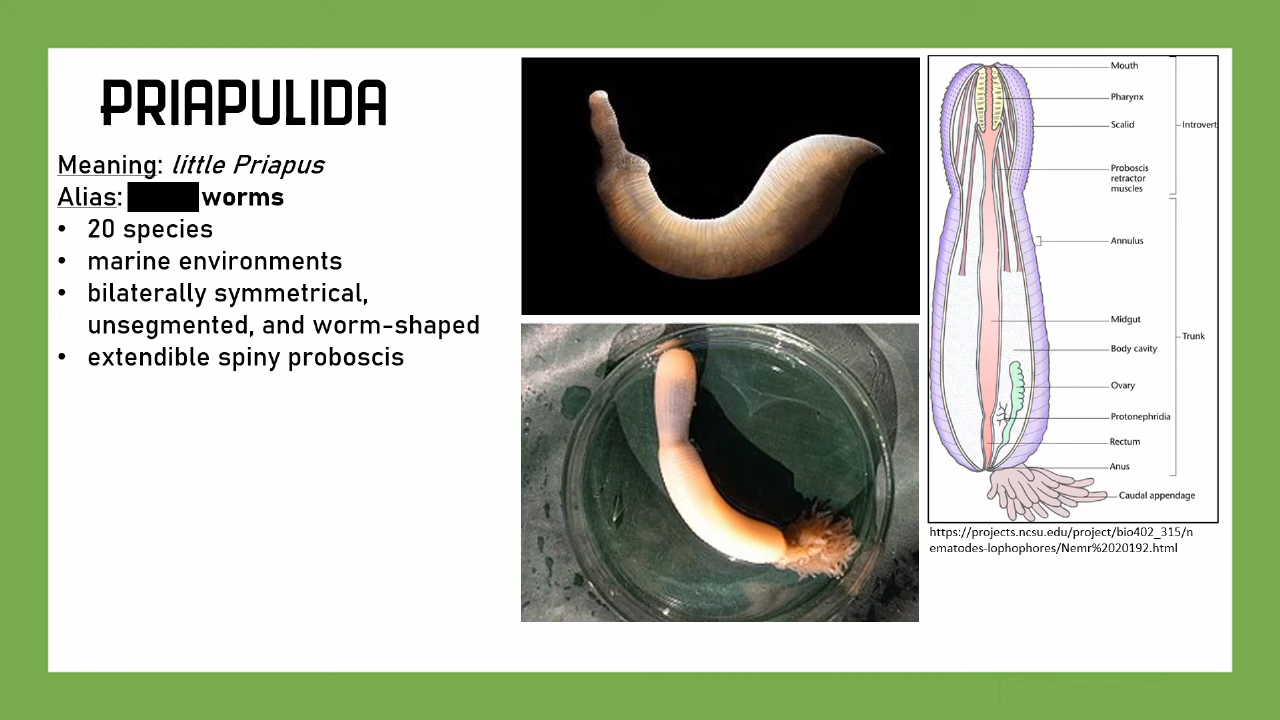 PRIAPULIDA
Meaning: little Priapus
Alias: worms
• 20 species
• marine environments
• bilaterally symmetrical,
unsegmented, and worm-shaped
• extendible spiny proboscis
Mouth
Pharynx
Scalid
Introvert
Proboscis
retractor
muscles
Annulus
Midgut
Trunk
Body cavity
Ovary
Protonephridia
Rectum
Anus
Caudal appendage
https://projects.ncsu.edu/project/bio402_315/n
ematodes-lophophores/Nemr%2020192.html